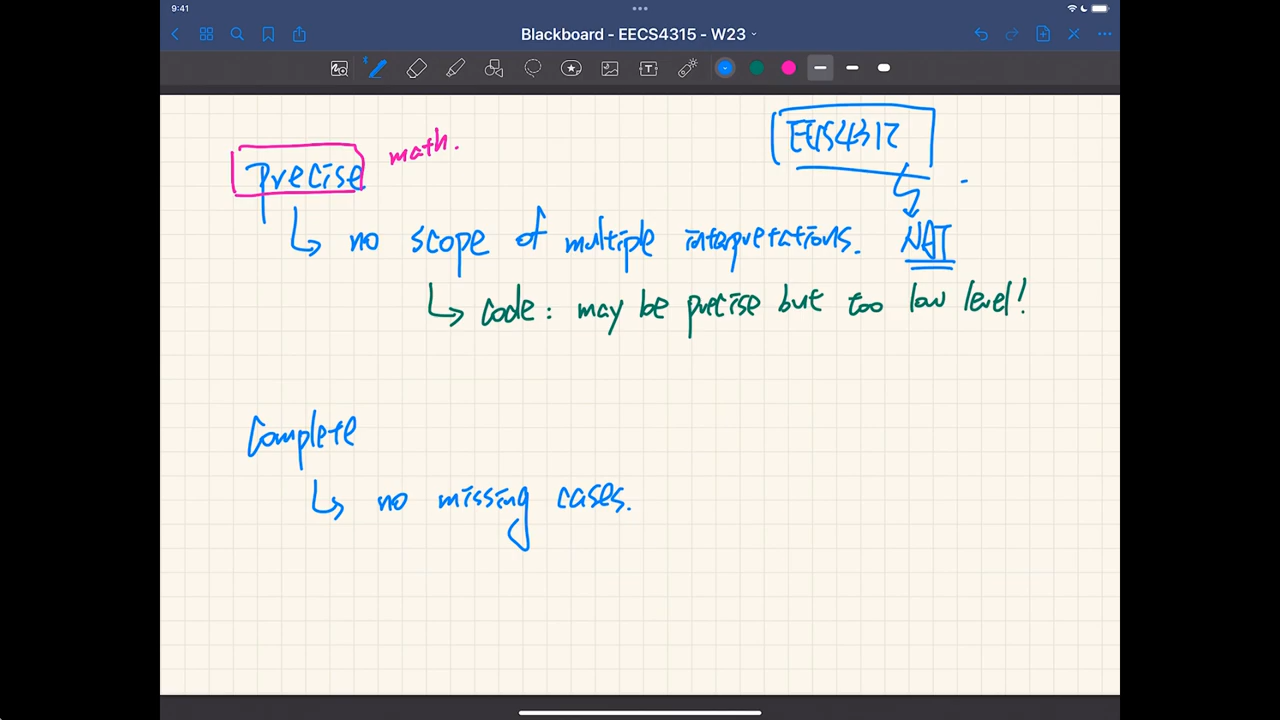 9:41
Blackboard - EECS4315 - W23
EECS4312
Precise math.
no scope of multiple interpretations. NAT
code: may be precise but too low level!
Complete
no missing cases.